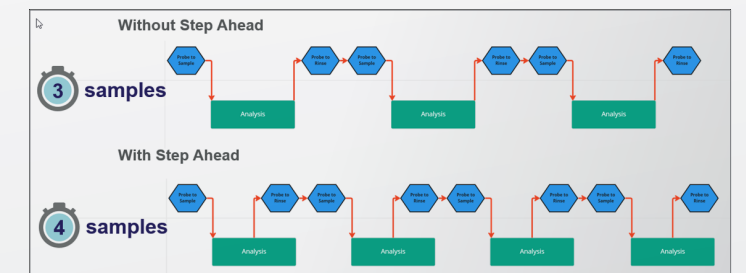 Without Step Ahead
Probe to
Sample
Probe to
Rinse
Probe to
Sample
Probe to
Rinse
Probe to
Sample
Probe to
Rinse
3 samples
Analysis
Analysis
Analysis
With Step Ahead
Probe to
Sample
Probe to
Rinse
Probe to
Sample
Probe to
Rinse
Probe to
Sample
Probe to
Rinse
Probe to
Sample
Probe to
Rinse
4 samples
Analysis
Analysis
Analysis
Analysis